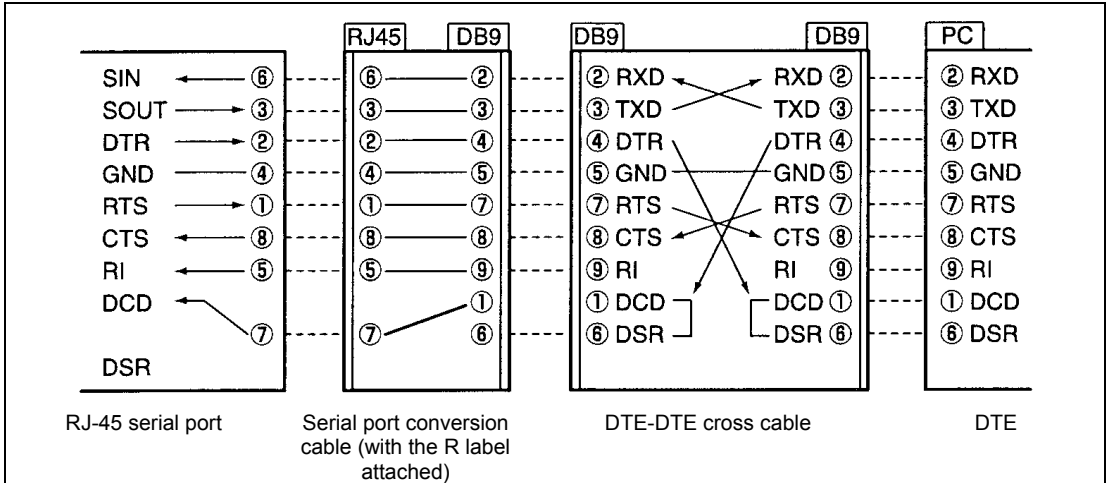 RJ45 DB9 DB9 DB9 PC
SIN ⑥ ⑥ ② ② RXD RXD ② ② RXD
SOUT ③ ③ ③ ③ TXD TXD ③ ③ TXD
DTR ② ② ④ ④ DTR DTR ④ ④ DTR
GND ④ ④ ⑤ ⑤ GND GND ⑤ ⑤ GND
RTS ① ① ⑦ ⑦ RTS RTS ⑦ ⑦ RTS
CTS ⑧ ⑧ ⑧ ⑧ CTS CTS ⑧ ⑧ CTS
RI ⑤ ⑤ ⑨ ⑨ RI RI ⑨ ⑨ RI
DCD ① ① DCD DCD ① ① DCD
⑦ ⑦ ⑥ ⑥ DSR DSR ⑥ ⑥ DSR
DSR
RJ-45 serial port
Serial port conversion
cable (with the R label
attached)
DTE-DTE cross cable
DTE